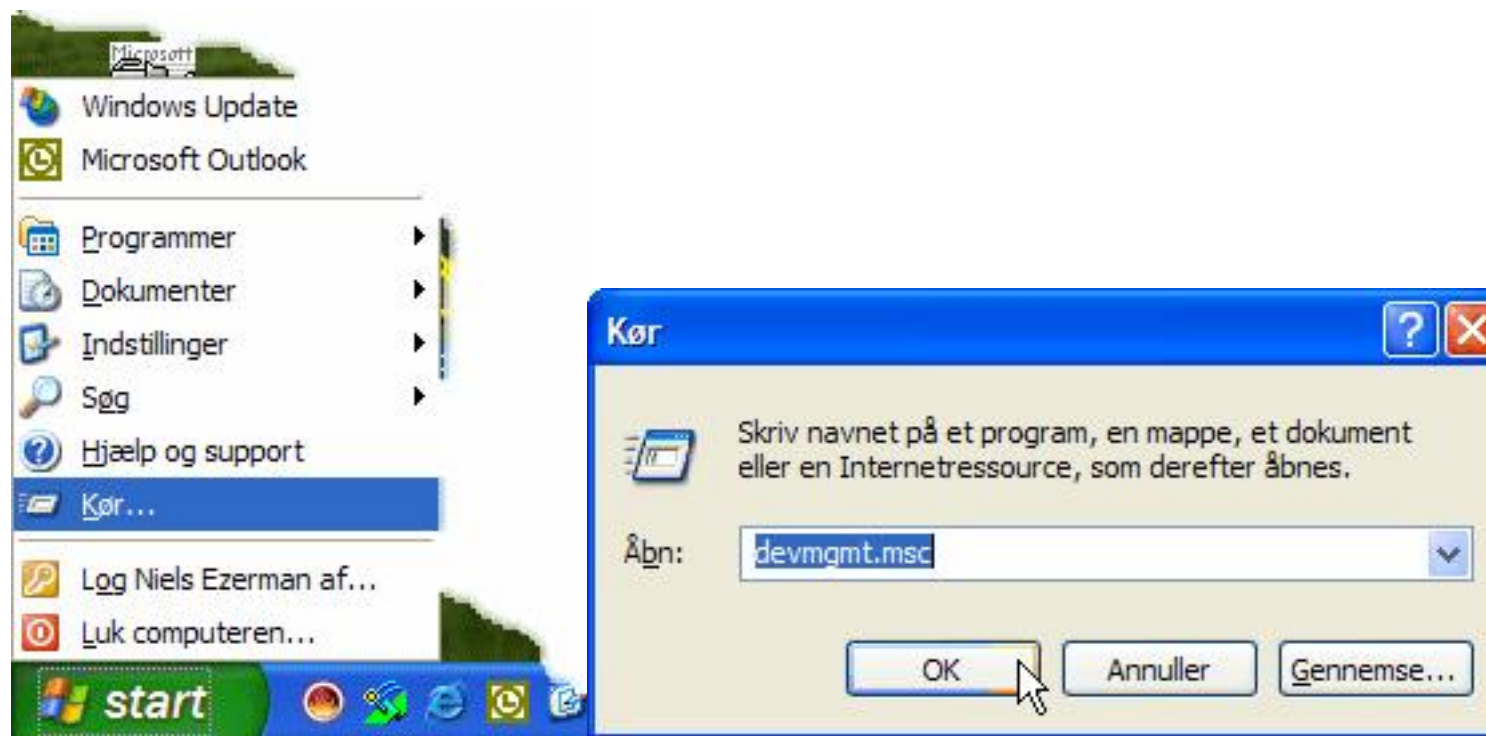 Microsoft
Windows Update
Microsoft Outlook
Programmer
Dokumenter
Indstillinger
Søg
Hjælp og support
Kør...
Log Niels Ezerman af...
Luk computeren...
start
Kør
Skriv navnet på et program, en mappe, et dokument
eller en Internetressource, som derefter åbnes.
Åbn:
devmgmt.msc
OK
Annuller
Gennemse...